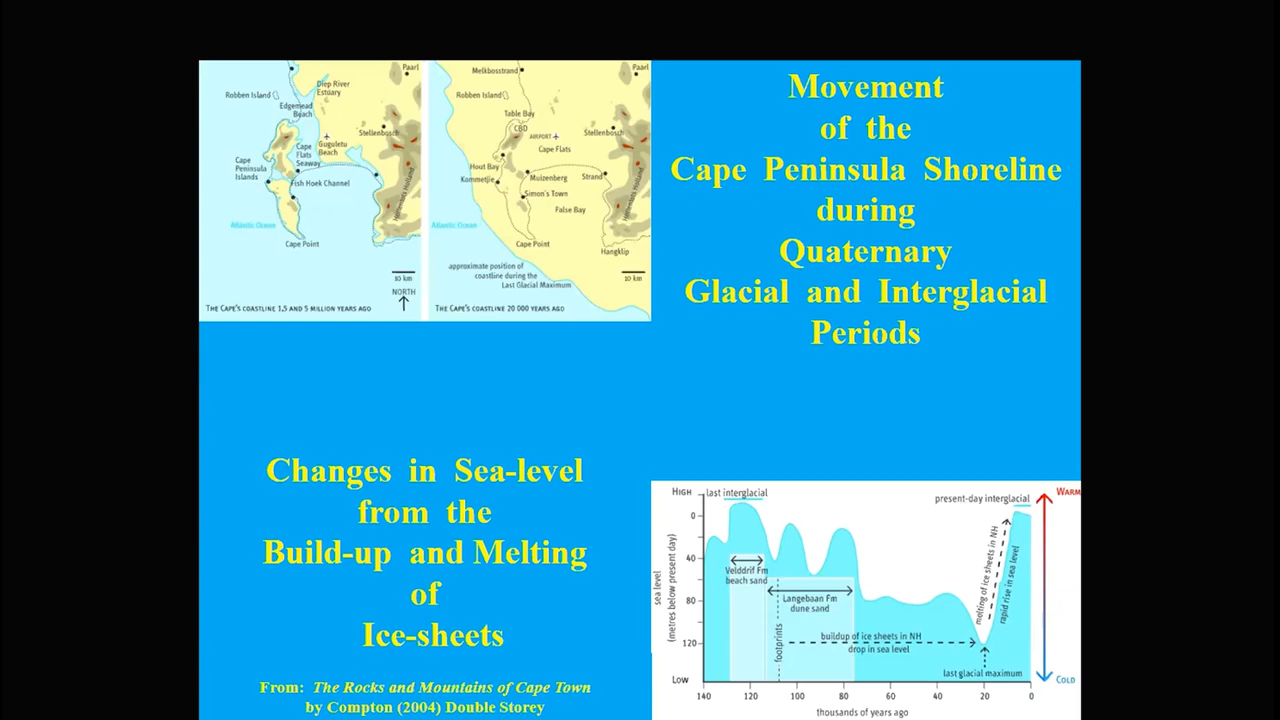 Paarl
Robben Island
Diep River
Estuary
Edgemead
Beach
Stellenbosch
Cape
Flats
Seaway
Guguletu
Beach
Cape
Peninsula
Islands
Fish Hoek Channel
Hottentots Holland
Atlantic Ocean
Cape Point
10 km
NORTH
THE CAPE'S COASTLINE 1,5 AND 5 MILLION YEARS AGO
Melkbosstrand
Paarl
Robben Island
Table Bay
CBD
AIRPORT
Stellenbosch
Cape Flats
Hout Bay
Kommetjie
Muizenberg
Strand
Simon's Town
False Bay
Hottentots Holland
Atlantic Ocean
Cape Point
Hangklip
approximate position of
coastline during the
Last Glacial Maximum
10 km
THE CAPE'S COASTLINE 20 000 YEARS AGO
Movement
of the
Cape Peninsula Shoreline
during
Quaternary
Glacial and Interglacial
Periods
Changes in Sea-level
from the
Build-up and Melting
of
Ice-sheets
From: The Rocks and Mountains of Cape Town
by Compton (2004) Double Storey
HIGH
last interglacial
present-day interglacial
WARM
0
40
80
120
LOW
sea level
(metres below present day)
Velddrif Fm
beach sand
Langebaan Fm
dune sand
footprints
buildup of ice sheets in NH
drop in sea level
melting of ice sheets in NH
rapid rise in sea level
last glacial maximum
COLD
140 120 100 80 60 40 20 0
thousands of years ago